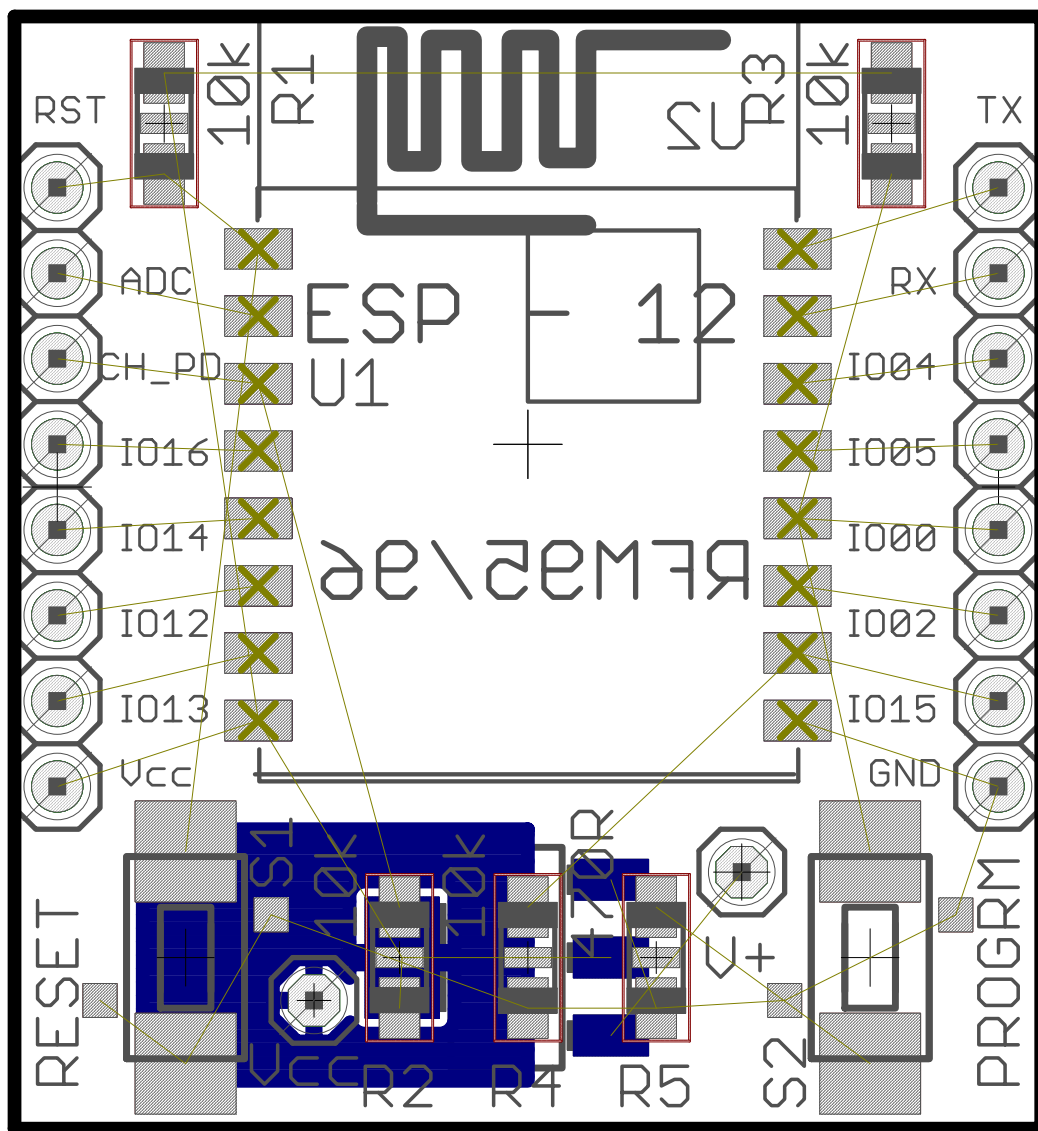 10k
R1
R3
10k
U2
RST
TX
ADC
RX
ESP - 12
CH_PD
U1
IO04
IO16
IO05
IO14
IO00
RFM95/96
IO12
IO02
IO13
IO15
Vcc
GND
S1
10k
10k
470R
RESET
V+
PROGRM
Vcc
R2
R4
R5
S2